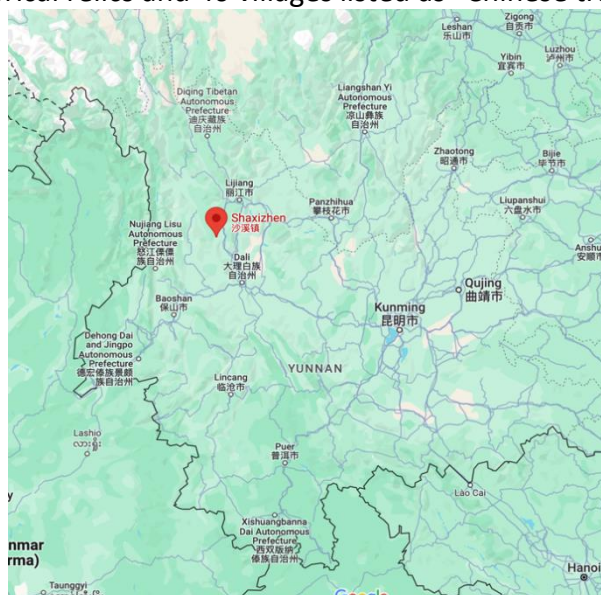 Leshan
乐山市
Zigong
自贡市
Yibin
宜宾市
Luzhou
泸州市
Diqing Tibetan
Autonomous
Prefecture
迪庆藏族
自治州
Liangshan Yi
Autonomous
Prefecture
凉山彝族
自治州
Zhaotong
昭通市
Bijie
毕节市
Lijiang
丽江市
Panzhihua
攀枝花市
Liupanshui
六盘水市
Shaxizhen
沙溪镇
Nujiang Lisu
Autonomous
Prefecture
怒江傈僳
族自治州
Dali
大理白族
自治州
Anshu
安顺市
Qujing
曲靖市
Baoshan
保山市
Kunming
昆明市
Dehong Dai
and Jingpo
Autonomous
Prefecture
德宏傣族景颇
族自治州
YUNNAN
Lincang
临沧市
Lashio
လားရှိုး
Puer
普洱市
Lào Cai
Xishuangbanna
Dai Autonomous
Prefecture
西双版纳
傣族自治州
nmar
rma)
Hanoi
Taunggyi
Google